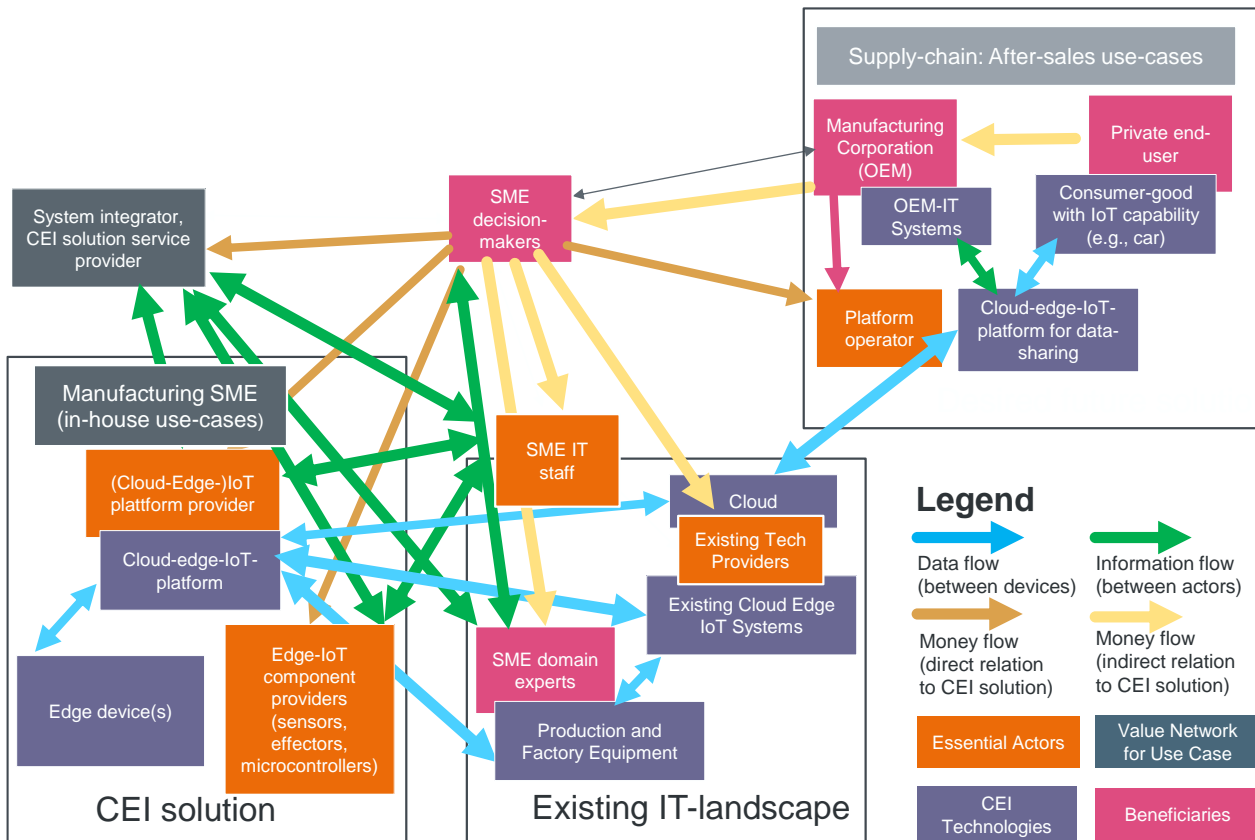 Supply-chain: After-sales use-cases
Manufacturing
Corporation
(OEM)
Private end-
user
OEM-IT
Systems
Consumer-good
with IoT capability
(e.g., car)
Platform
operator
Cloud-edge-IoT-
platform for data-
sharing
SME
decision-
makers
System integrator,
CEI solution service
provider
Manufacturing SME
(in-house use-cases)
(Cloud-Edge-)IoT
plattform provider
Cloud-edge-IoT-
platform
Edge device(s)
Edge-IoT
component
providers
(sensors,
effectors,
microcontrollers)
CEI solution
SME IT
staff
Cloud
Existing Tech
Providers
Existing Cloud Edge
IoT Systems
SME domain
experts
Production and
Factory Equipment
Existing IT-landscape
Legend
Data flow
(between devices)
Information flow
(between actors)
Money flow
(direct relation
to CEI solution)
Money flow
(indirect relation
to CEI solution)
Essential Actors
Value Network
for Use Case
CEI
Technologies
Beneficiaries